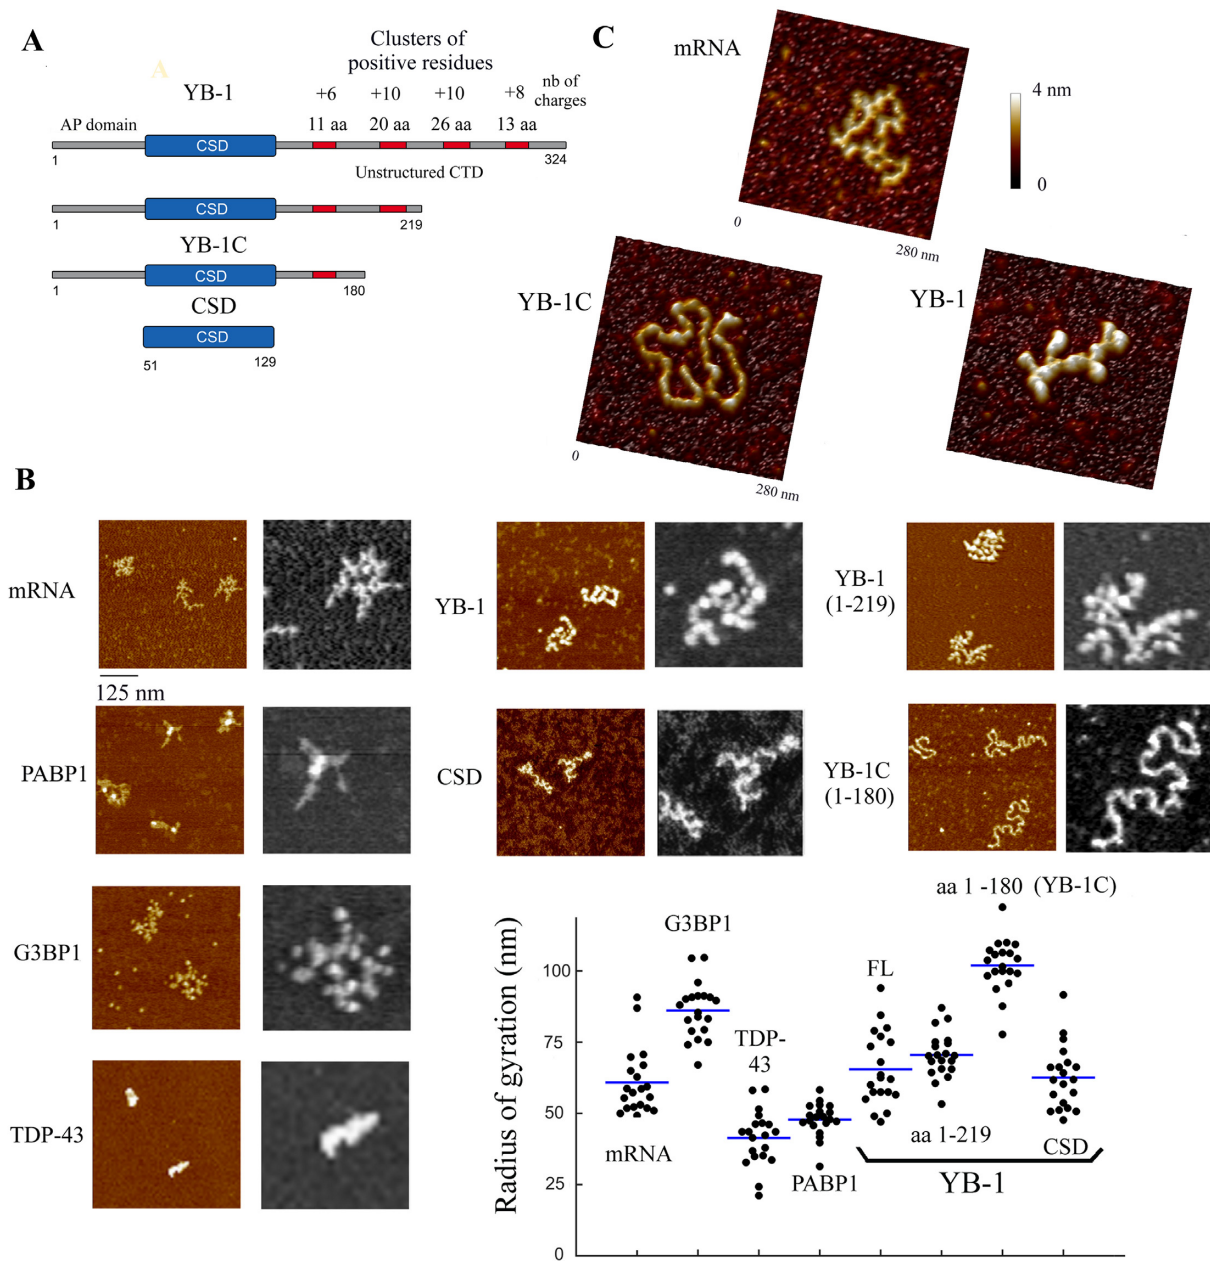 A
A
Clusters of
positive residues
YB-1
+6
+10
+10
+8
nb of
charges
AP domain
11 aa
20 aa
26 aa
13 aa
CSD
1
324
Unstructured CTD
CSD
1
219
YB-1C
CSD
1
180
CSD
CSD
51
129
C
mRNA
4 nm
0
0
280 nm
YB-1C
YB-1
0
280 nm
B
mRNA
125 nm
YB-1
YB-1
(1-219)
PABP1
CSD
YB-1C
(1-180)
G3BP1
TDP-43
aa 1 -180 (YB-1C)
G3BP1
FL
TDP-
43
mRNA
PABP1
aa 1-219
CSD
YB-1
Radius of gyration (nm)
100
75
50
25
0